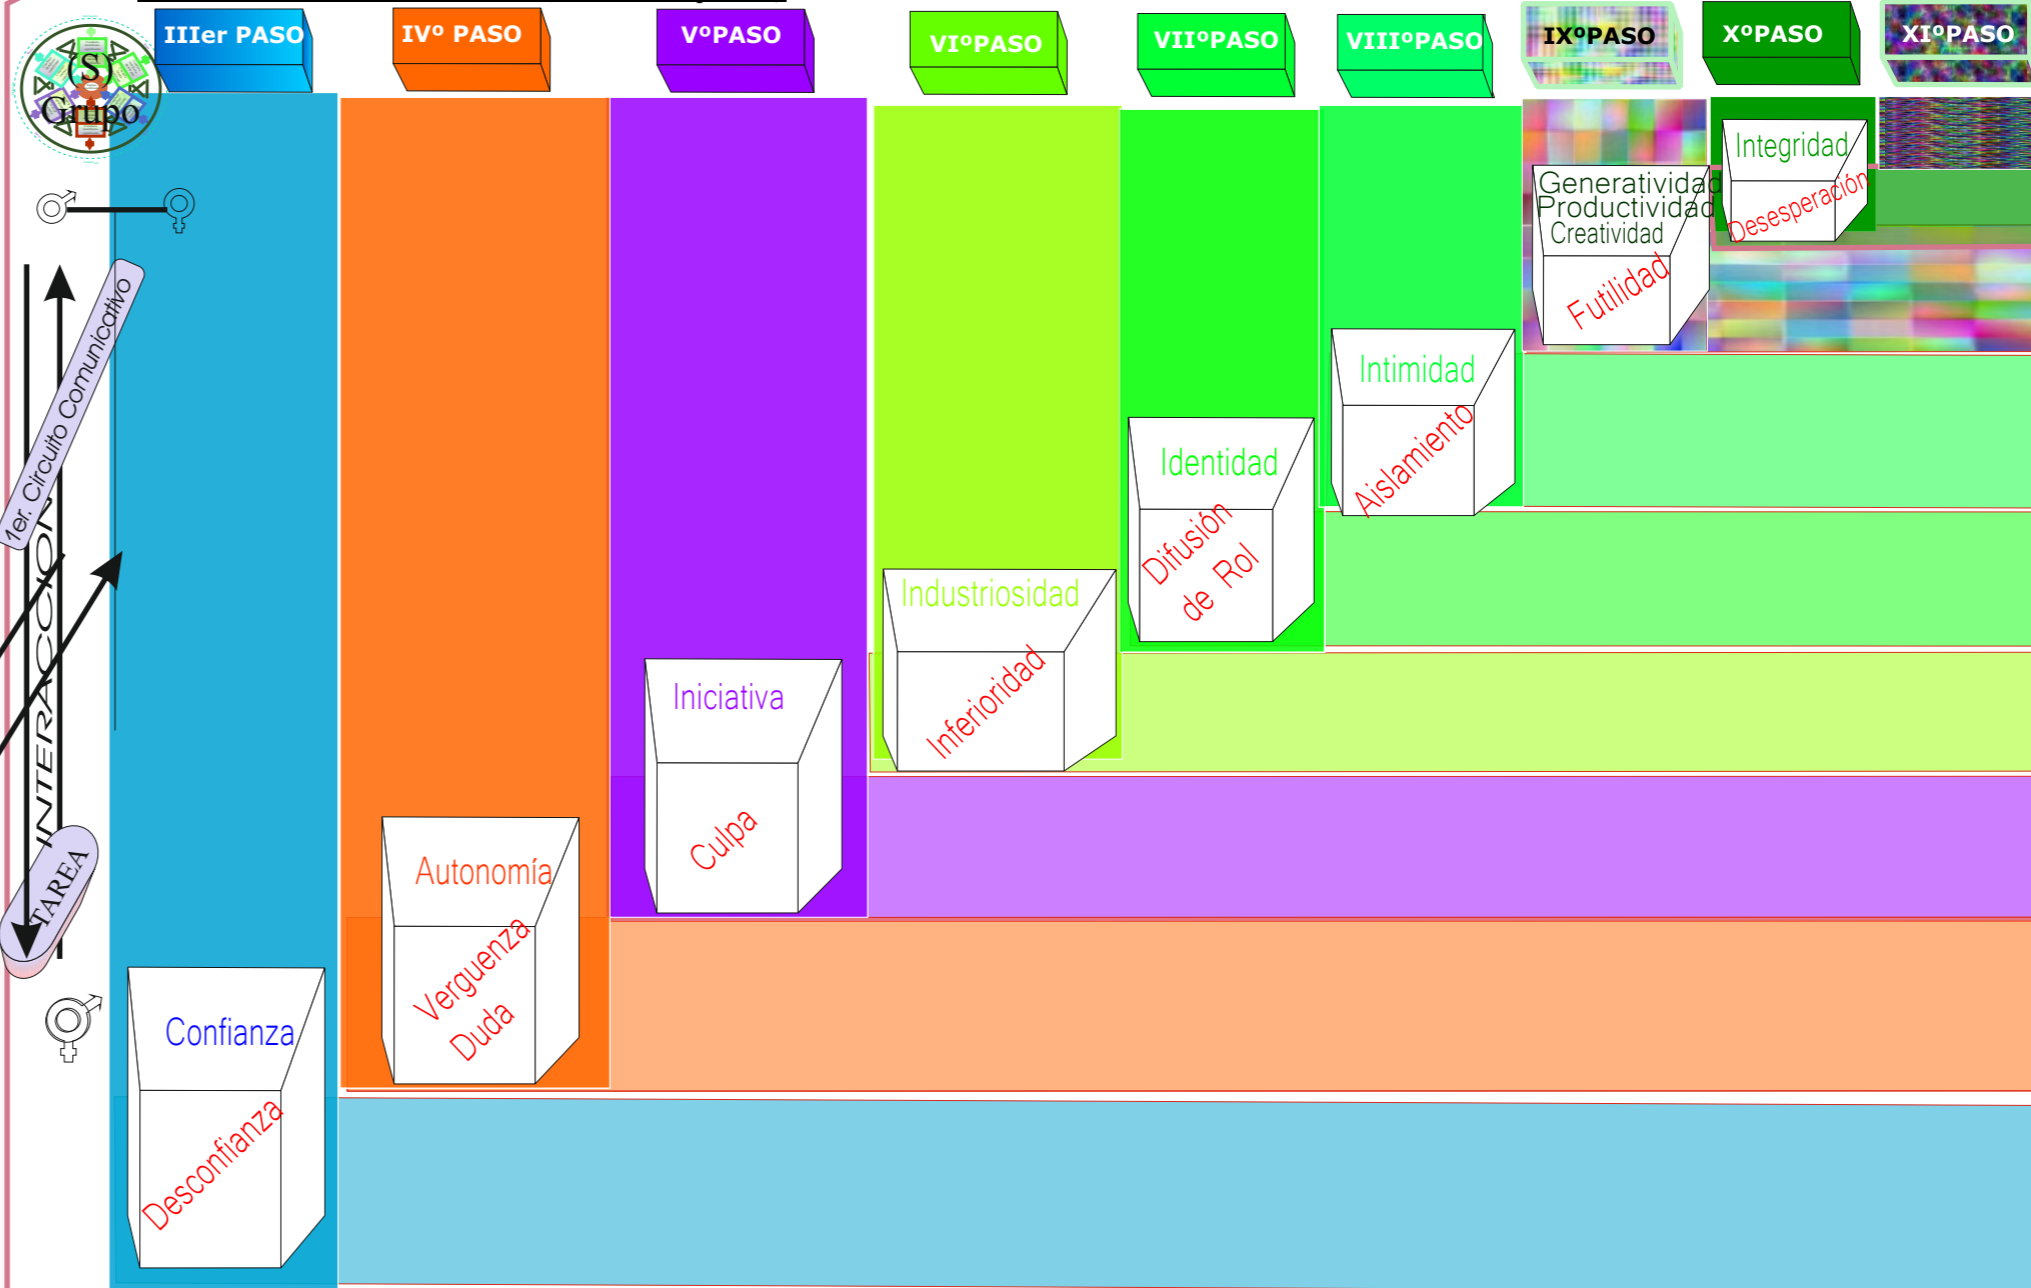 IIIer PASO
IVº PASO
VºPASO
VIºPASO
VIIºPASO
VIIIºPASO
IXºPASO
XºPASO
XIºPASO
(S)
Grupo
1er. Circuito Comunicativo
INTERACCION
TAREA
Integridad
Desesperación
Generatividad
Productividad
Creatividad
Futilidad
Intimidad
Aislamiento
Identidad
Difusión
de Rol
Industriosidad
Inferioridad
Iniciativa
Culpa
Autonomía
Verguenza
Duda
Confianza
Desconfianza